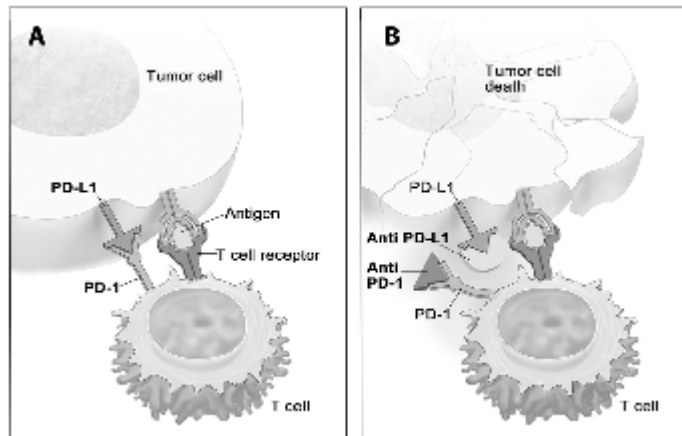 A
Tumor cell
PD-L1
Antigen
T cell receptor
PD-1
T cell
B
Tumor cell
death
PD-L1
Anti PD-L1
Anti
PD-1
PD-1
T cell